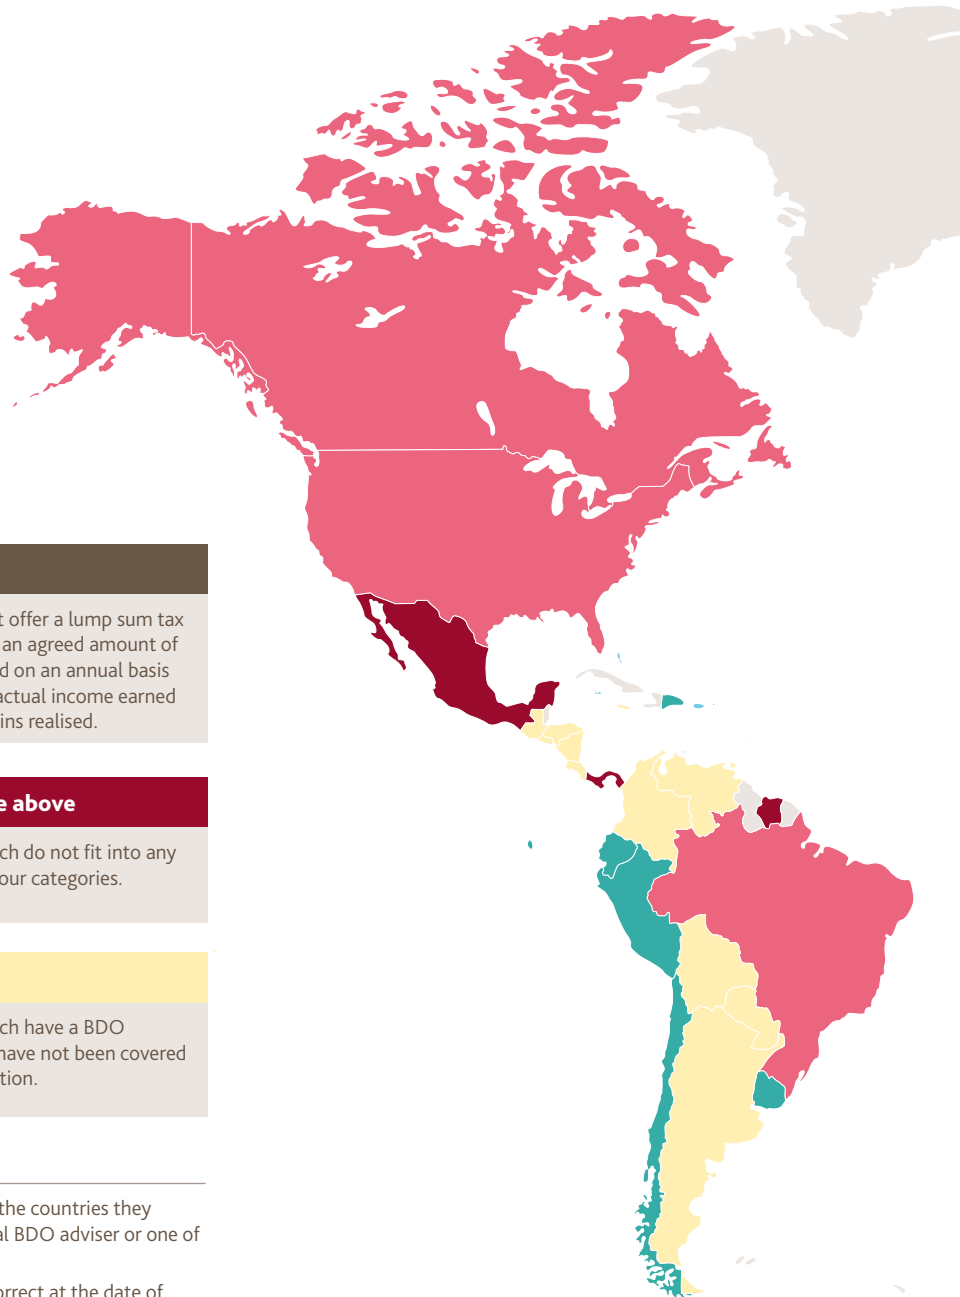 t offer a lump sum tax
an agreed amount of
d on an annual basis
actual income earned
ins realised.
e above
ch do not fit into any
our categories.
ch have a BDO
have not been covered
tion.
the countries they
al BDO adviser or one of
orrect at the date of